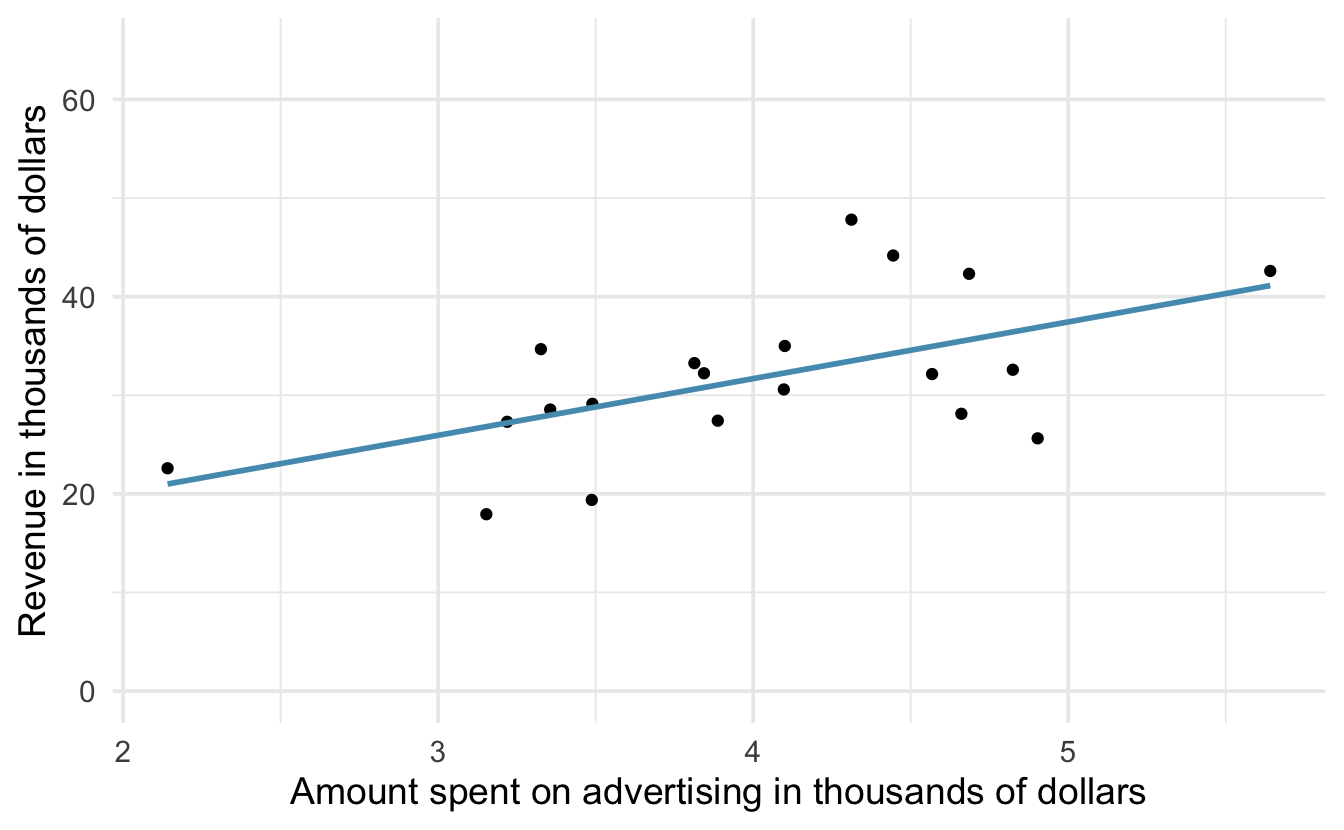 Revenue in thousands of dollars
60
40
20
0
2 3 4 5
Amount spent on advertising in thousands of dollars